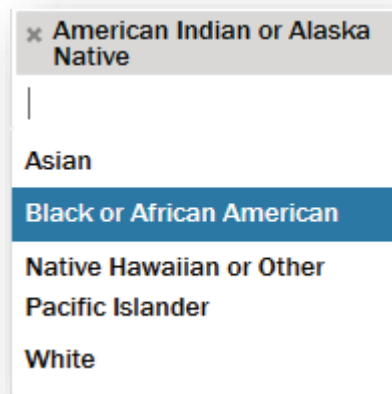 × American Indian or Alaska
Native
Asian
Black or African American
Native Hawaiian or Other
Pacific Islander
White